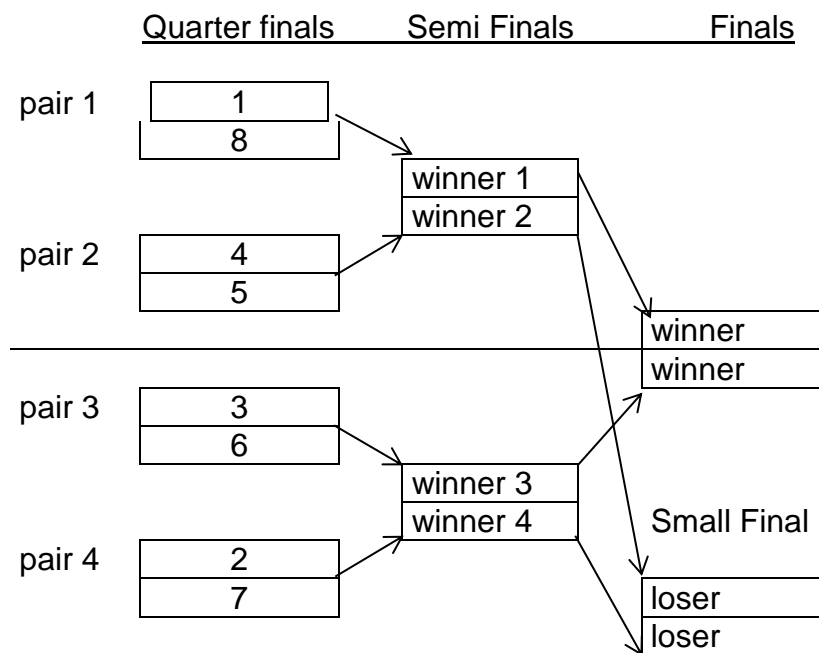 Quarter finals Semi Finals Finals
pair 1
1
8
winner 1
winner 2
pair 2
4
5
winner
winner
pair 3
3
6
winner 3
winner 4
Small Final
pair 4
2
7
loser
loser